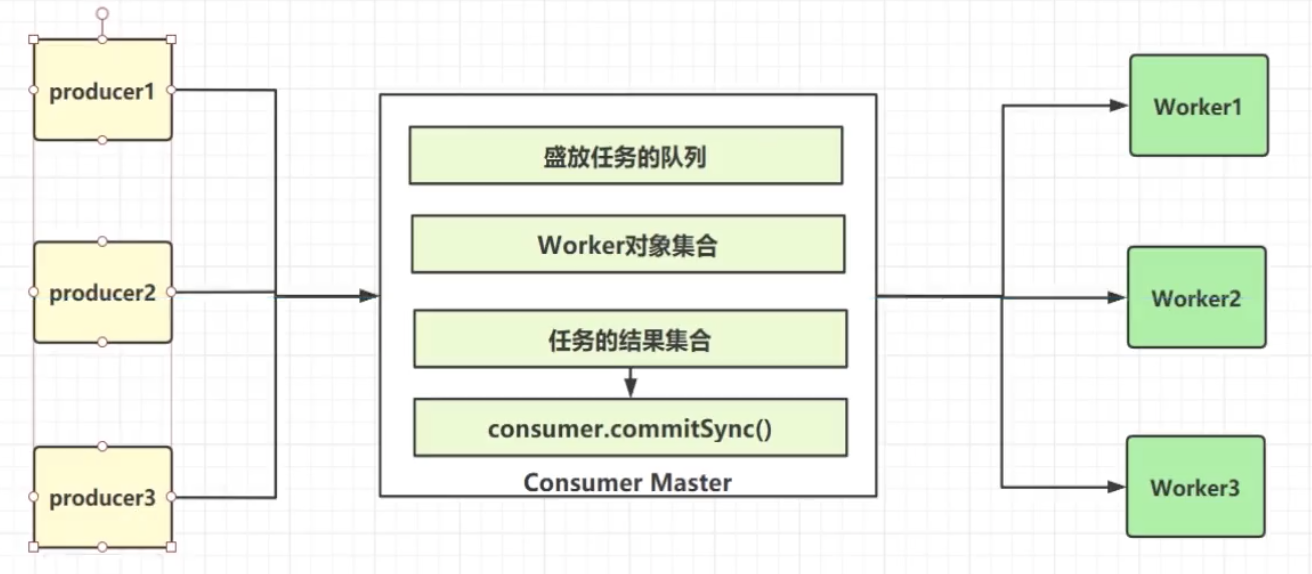 producer1
producer2
producer3
盛放任务的队列
Worker对象集合
任务的结果集合
consumer.commitSync()
Consumer Master
Worker1
Worker2
Worker3